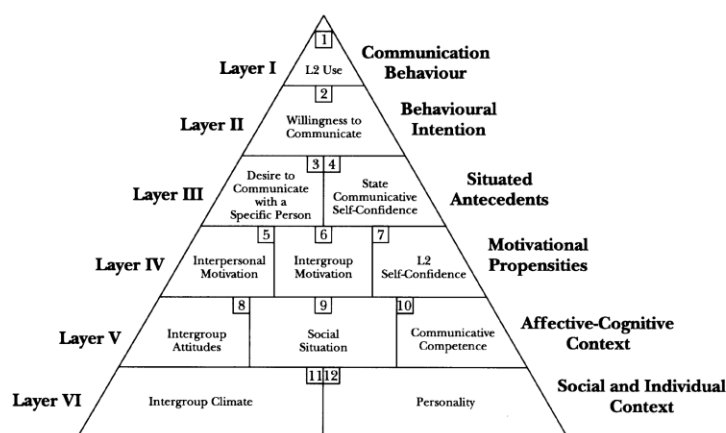 1
Layer I
L2 Use
Communication
Behaviour
2
Layer II
Willingness to
Communicate
Behavioural
Intention
3 4
Layer III
Desire to
Communicate
with a
Specific Person
State
Communicative
Self-Confidence
Situated
Antecedents
5 6 7
Layer IV
Interpersonal
Motivation
Intergroup
Motivation
L2
Self-Confidence
Motivational
Propensities
8 9 10
Layer V
Intergroup
Attitudes
Social
Situation
Communicative
Competence
Affective-Cognitive
Context
11 12
Layer VI
Intergroup Climate
Personality
Social and Individual
Context